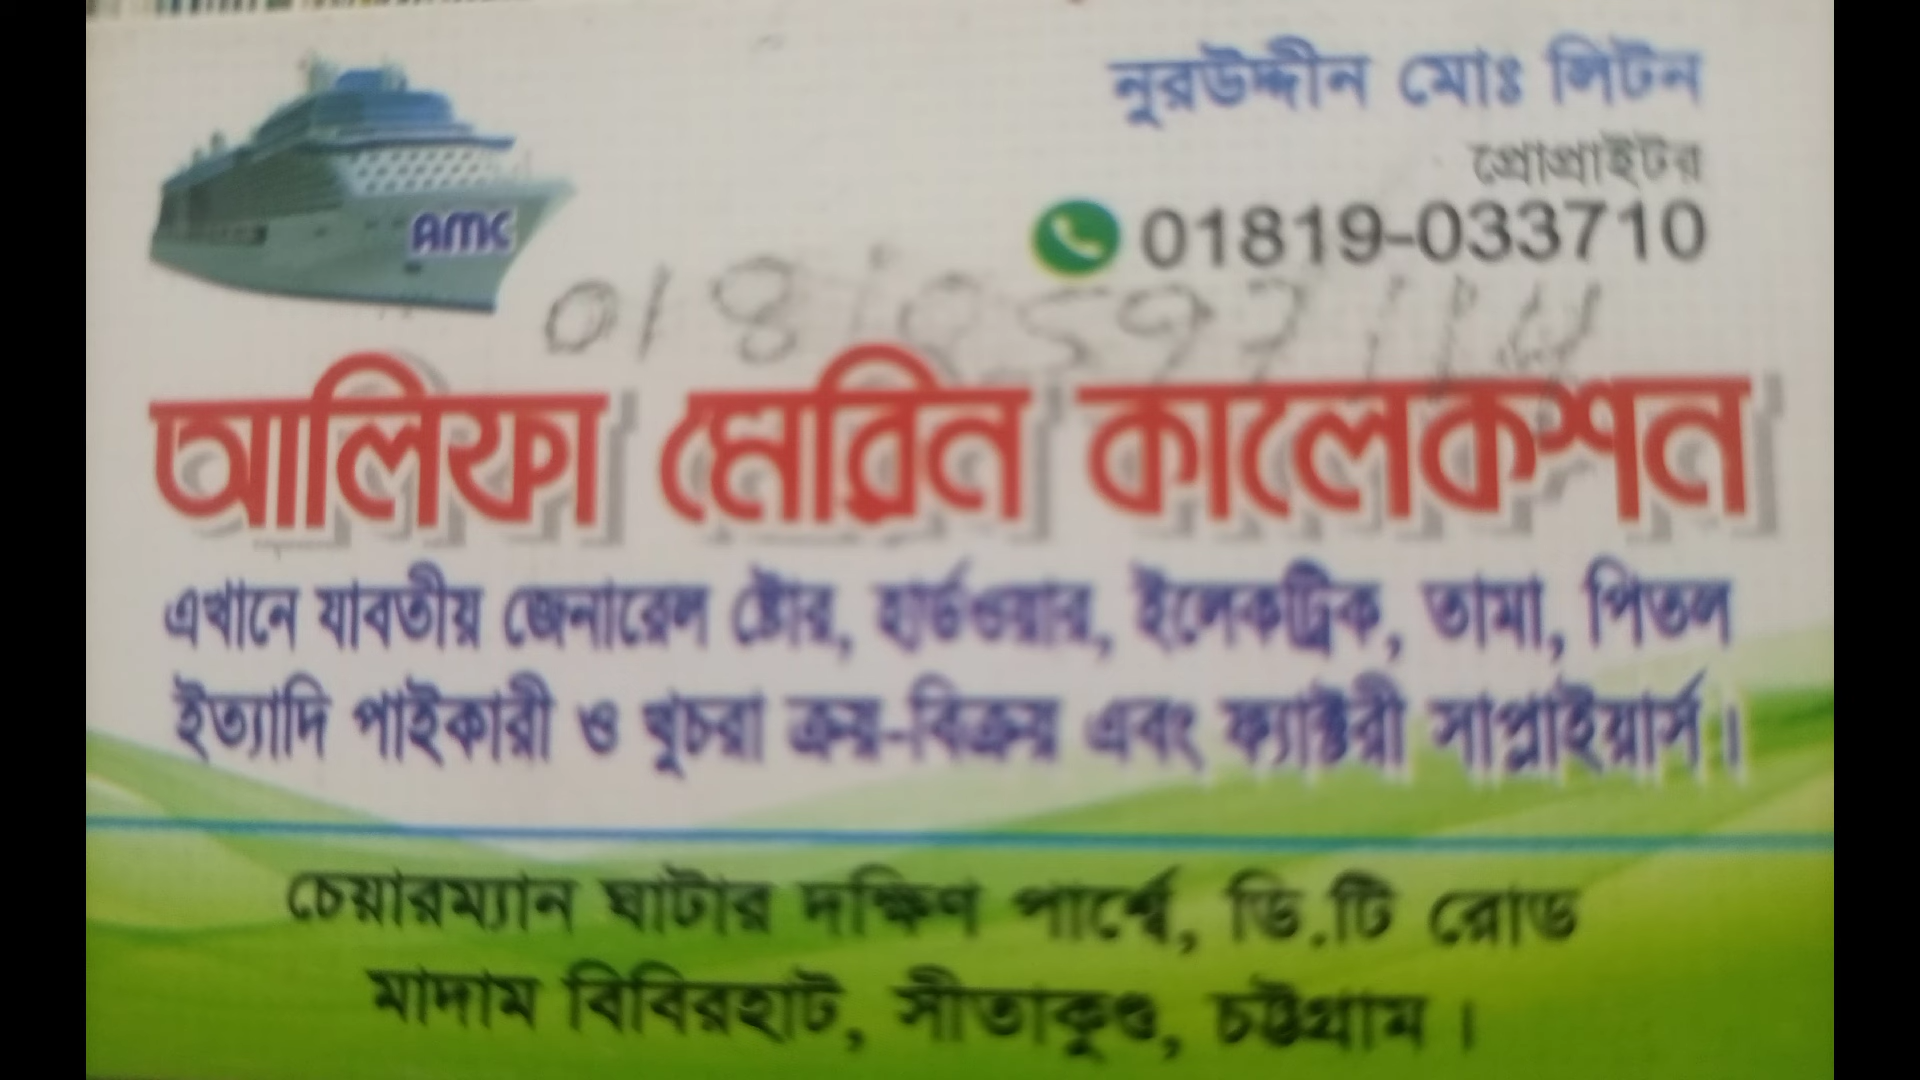 নুরউদ্দীন মোঃ লিটন
প্রোপ্রাইটর
01819-033710
AMC
আলিফা মেরিন কালেকশন
এখানে যাবতীয় জেনারেল ষ্টোর, হার্ডওয়ার, ইলেকট্রিক, তামা, পিতল
ইত্যাদি পাইকারী ও খুচরা ক্রয়-বিক্রয় এবং ফ্যাক্টরী সাপ্লাইয়ার্স।
চেয়ারম্যান ঘাটার দক্ষিণ পার্শ্বে, ডি.টি রোড
মাদাম বিবিরহাট, সীতাকুণ্ড, চট্টগ্রাম।